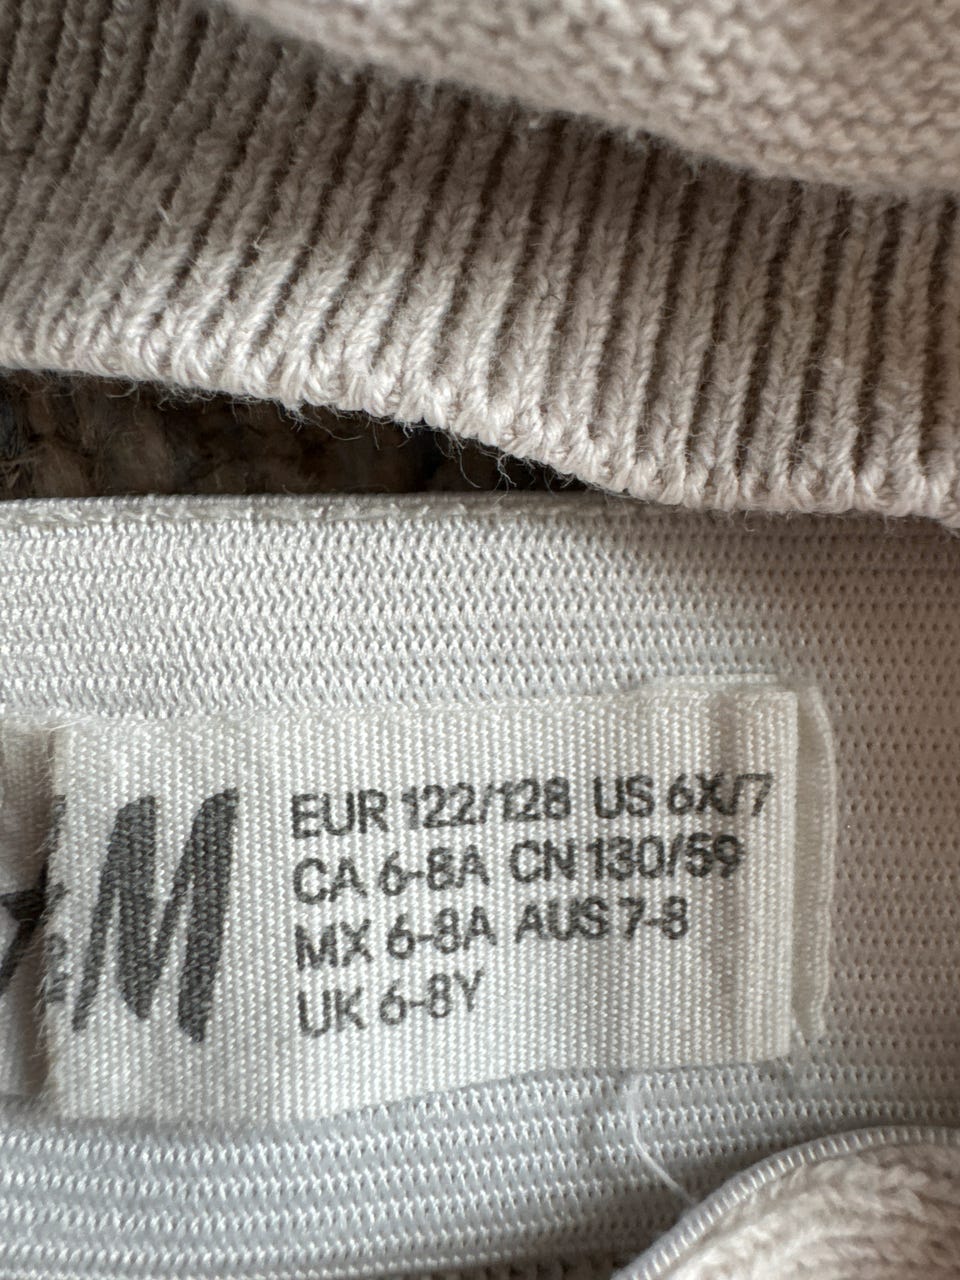 M
EUR 122/128 US 6X/7
CA 6-8A CN 130/59
MX 6-8A AUS 7-8
UK 6-8Y